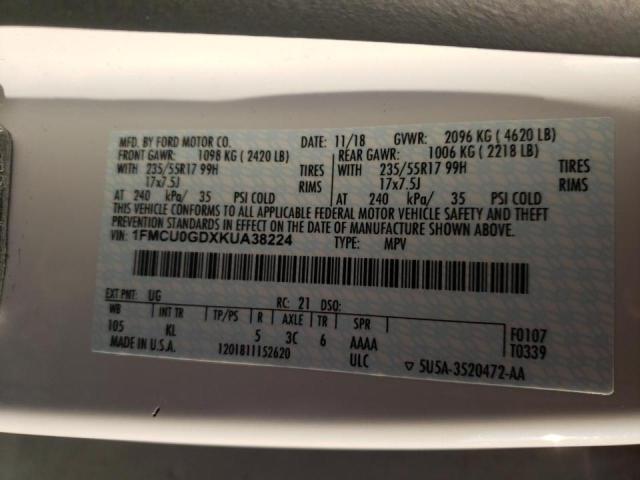 MFD. BY FORD MOTOR CO. DATE: 11/18 GVWR: 2096 KG ( 4620 LB)
FRONT GAWR: 1098 KG ( 2420 LB) REAR GAWR: 1006 KG ( 2218 LB)
WITH 235/55R17 99H TIRES WITH 235/55R17 99H TIRES
17x7.5J RIMS 17x7.5J RIMS
AT 240 kPa/ 35 PSI COLD AT 240 kPa/ 35 PSI COLD
THIS VEHICLE CONFORMS TO ALL APPLICABLE FEDERAL MOTOR VEHICLE SAFETY AND THEFT
PREVENTION STANDARDS IN EFFECT ON THE DATE OF MANUFACTURE SHOWN ABOVE.
VIN: 1FMCU0GDXKUA38224 TYPE: MPV
EXT PNT: UG RC: 21 DSO:
WB INT TR TP/PS R AXLE TR SPR F0107
105 KL 5 3C 6 AAAA T0339
MADE IN U.S.A. 1201811152620 ULC ▽ 5U5A-3520472-AA